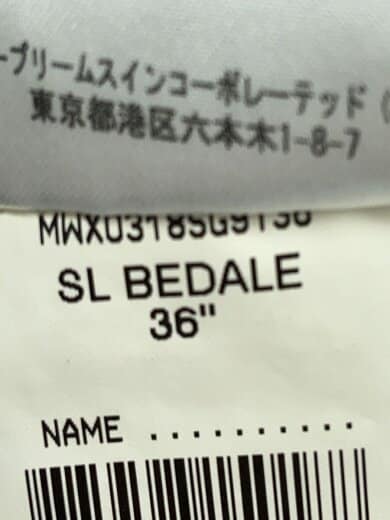 ープリームスインコーポレーテッド (
東京都港区六本木1-8-7
MWX0318SG9136
SL BEDALE
36"
NAME ..........